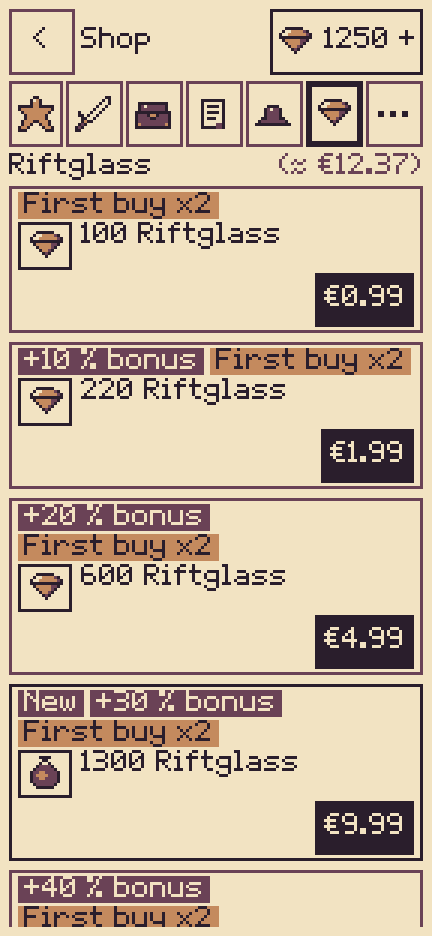 Shop
1250 +
Riftglass (≈ €12.37)
First buy x2
100 Riftglass
€0.99
+10 % bonus First buy x2
220 Riftglass
€1.99
+20 % bonus
First buy x2
600 Riftglass
€4.99
New +30 % bonus
First buy x2
1300 Riftglass
€9.99
+40 % bonus
First buy x2